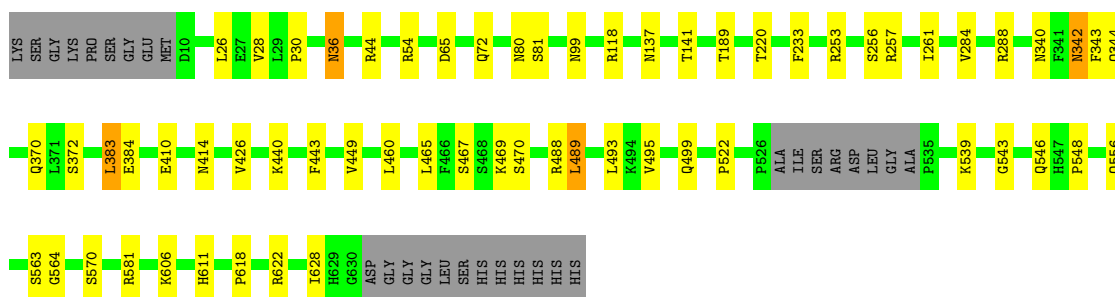 LYS SER GLY LYS PRO SER GLY GLU MET D10 L26 E27 V28 L29 P30 N36 R44 R54 D65 Q72 N80 S81 N99 R118 N137 T141 T189 T220 F233 R253 S256 R257 I261 V284 R288 N340 F341 N342 F343
Q370 L371 S372 L383 E384 E410 N414 V426 K440 F443 V449 L460 L465 F466 S467 S468 K469 S470 R488 L489 L493 K494 V495 Q499 P522 P526 ALA ILE SER ARG ASP LEU GLY ALA P535 K539 G543 Q546 H547 P548
S563 G564 S570 R581 K606 H611 P618 R622 I628 H629 G630 ASP GLY GLY GLY LEU SER HIS HIS HIS HIS HIS HIS